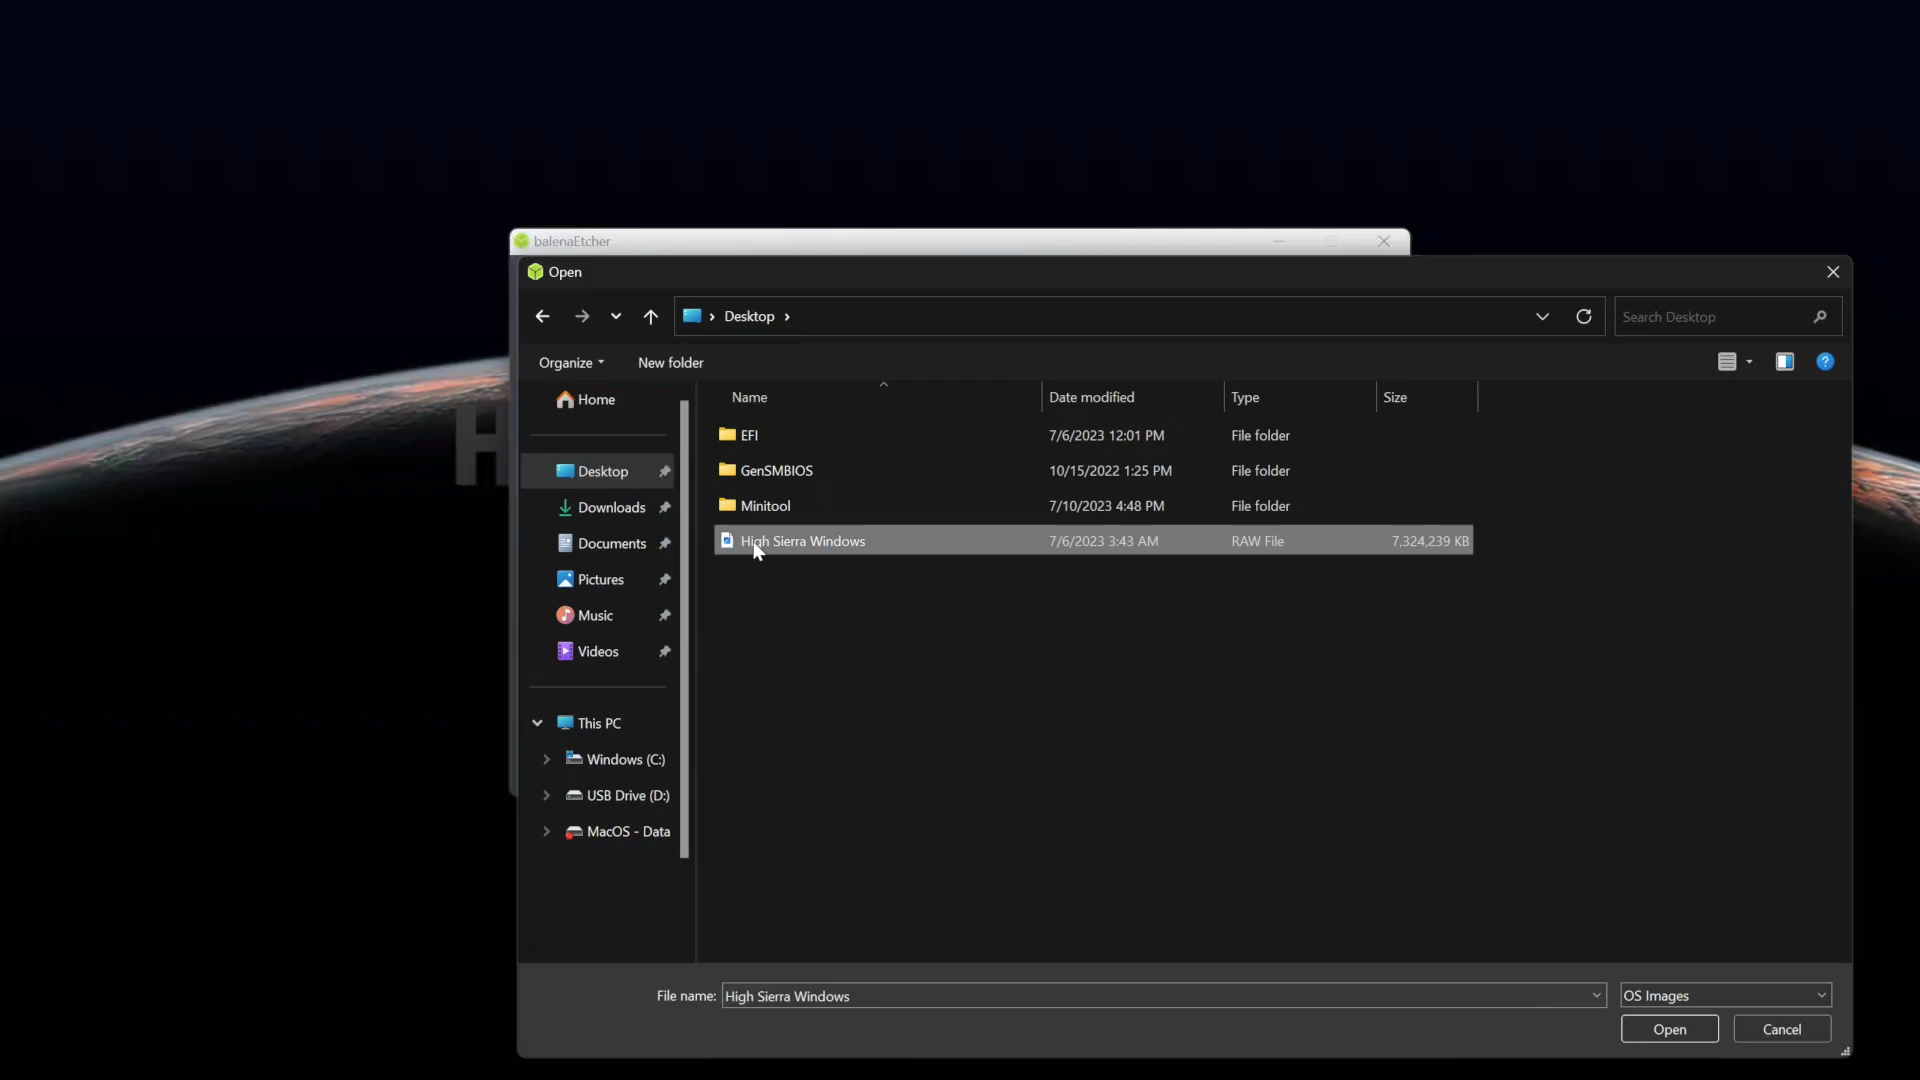 balenaEtcher
Open
Desktop
Search Desktop
Organize New folder
Name Date modified Type Size
Home
EFI 7/6/2023 12:01 PM File folder
Desktop
GenSMBIOS 10/15/2022 1:25 PM File folder
Downloads
Minitool 7/10/2023 4:48 PM File folder
Documents
High Sierra Windows 7/6/2023 3:43 AM RAW File 7,324,239 KB
Pictures
Music
Videos
This PC
Windows (C:)
USB Drive (D:)
MacOS - Data
H
File name: High Sierra Windows OS Images
Open Cancel